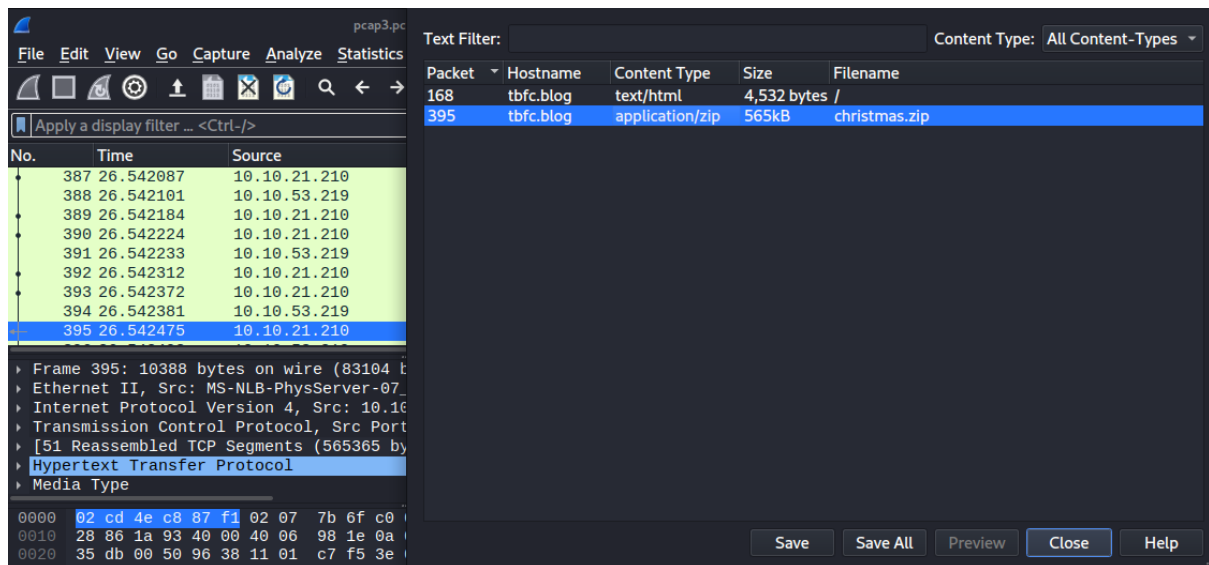 pcap3.pc
File Edit View Go Capture Analyze Statistics
Apply a display filter ... <Ctrl-/>
No. Time Source
387 26.542087 10.10.21.210
388 26.542101 10.10.53.219
389 26.542184 10.10.21.210
390 26.542224 10.10.21.210
391 26.542233 10.10.53.219
392 26.542312 10.10.21.210
393 26.542372 10.10.21.210
394 26.542381 10.10.53.219
395 26.542475 10.10.21.210
Frame 395: 10388 bytes on wire (83104 b
Ethernet II, Src: MS-NLB-PhysServer-07_
Internet Protocol Version 4, Src: 10.10
Transmission Control Protocol, Src Port
[51 Reassembled TCP Segments (565365 by
Hypertext Transfer Protocol
Media Type
0000 02 cd 4e c8 87 f1 02 07 7b 6f c0
0010 28 86 1a 93 40 00 40 06 98 1e 0a
0020 35 db 00 50 96 38 11 01 c7 f5 3e
Text Filter:
Content Type: All Content-Types
Packet Hostname Content Type Size Filename
168 tbfc.blog text/html 4,532 bytes /
395 tbfc.blog application/zip 565kB christmas.zip
Save Save All Preview Close Help